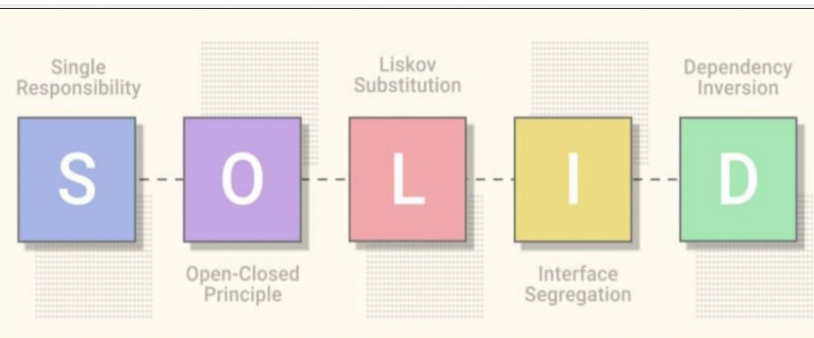 Single
Responsibility
Liskov
Substitution
Dependency
Inversion
S
O
L
I
D
Open-Closed
Principle
Interface
Segregation